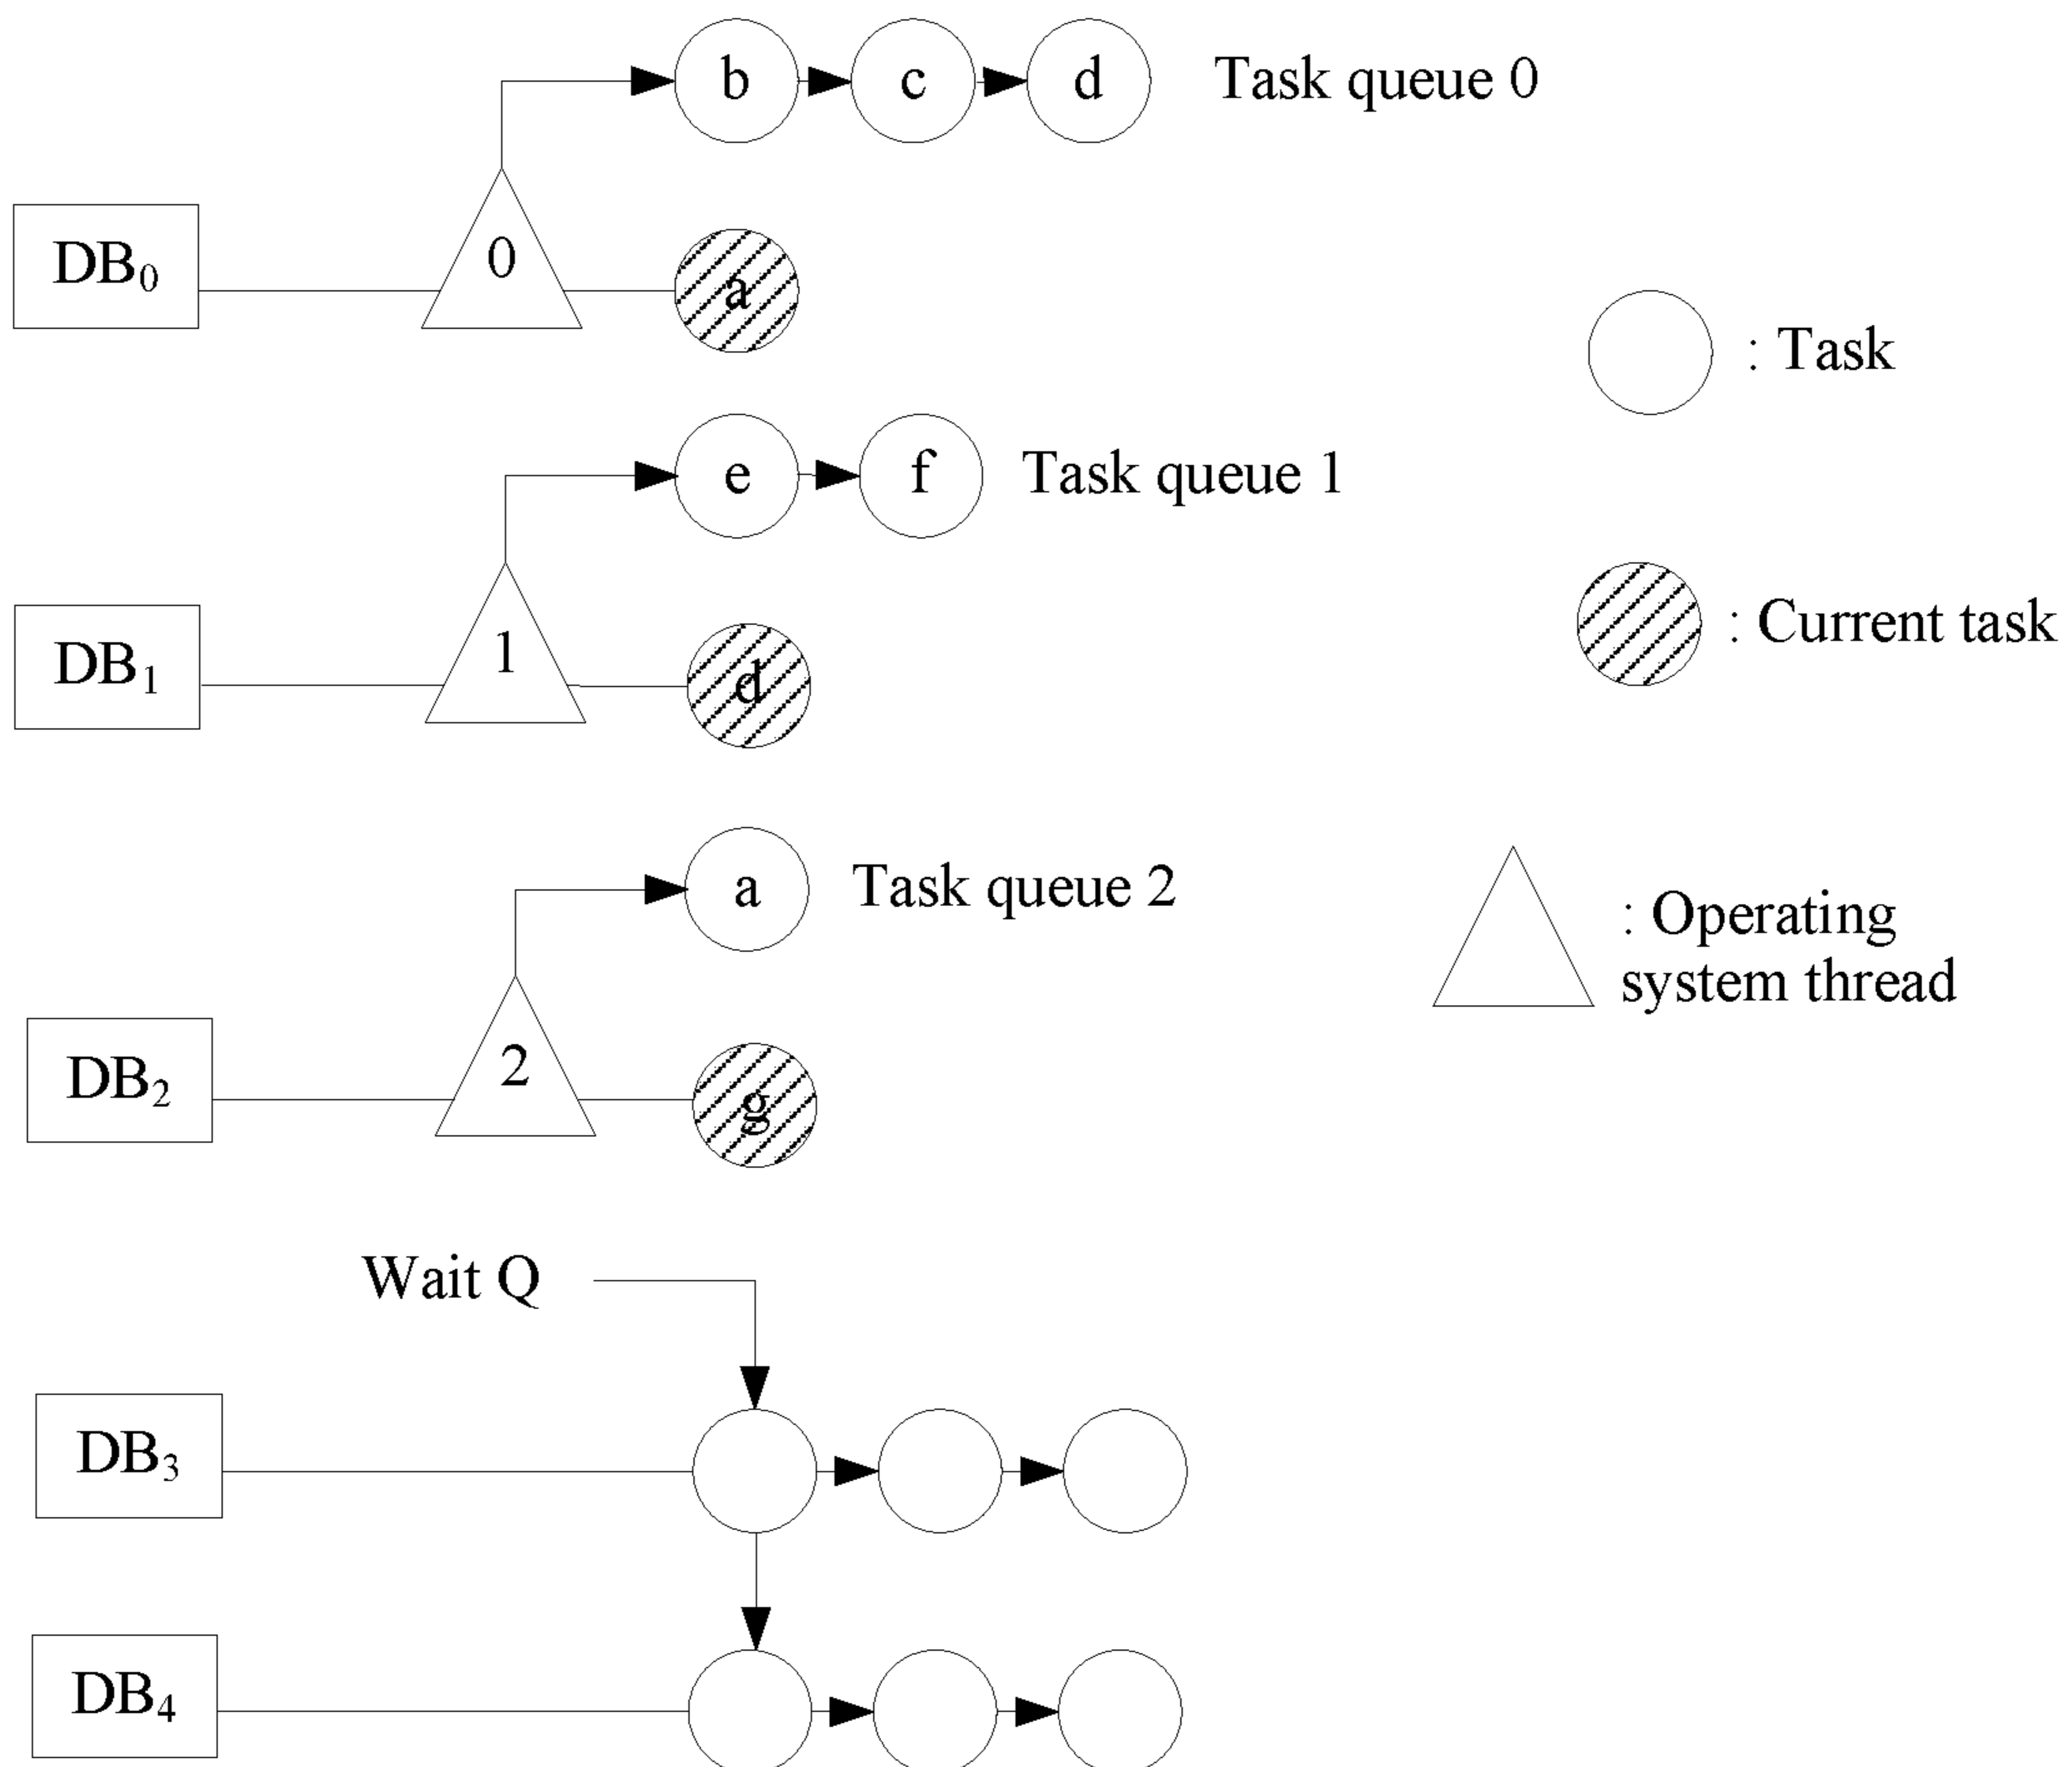 b c d Task queue 0
DB0 0 a
: Task
e f Task queue 1
: Current task
DB1 1 d
a Task queue 2
: Operating
system thread
DB2 2 g
Wait Q
DB3
DB4